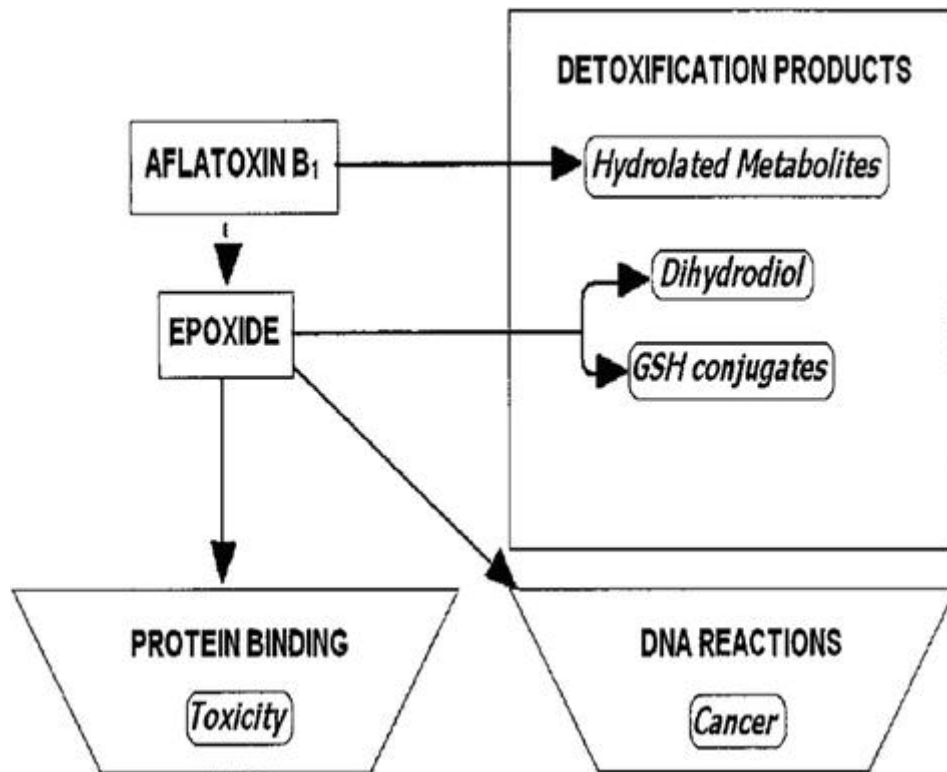 DETOXIFICATION PRODUCTS
AFLATOXIN B₁
Hydrolated Metabolites
Dihydrodiol
EPOXIDE
GSH conjugates
PROTEIN BINDING
Toxicity
DNA REACTIONS
Cancer